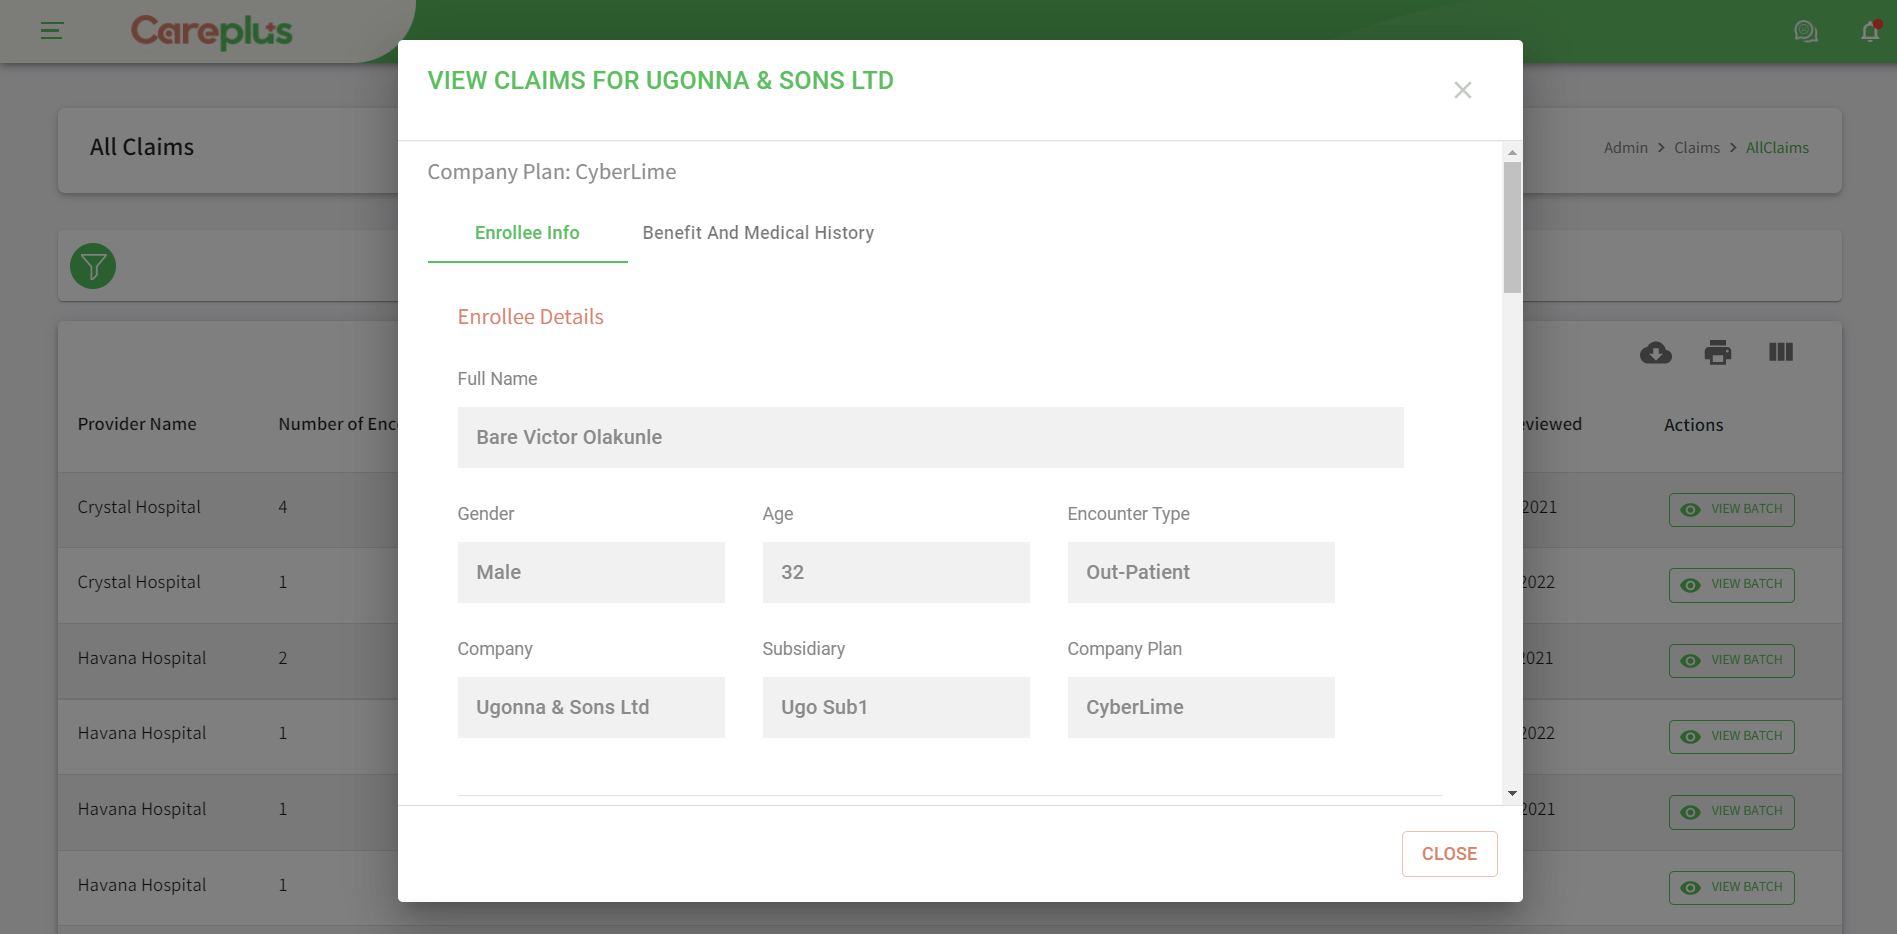 Careplus
VIEW CLAIMS FOR UGONNA & SONS LTD
All Claims
Admin > Claims > AllClaims
Company Plan: CyberLime
Enrollee Info Benefit And Medical History
Enrollee Details
Full Name
Bare Victor Olakunle
Gender Age Encounter Type
Male 32 Out-Patient
Company Subsidiary Company Plan
Ugonna & Sons Ltd Ugo Sub1 CyberLime
CLOSE
Provider Name Number of Enc eviewed Actions
Crystal Hospital 4 2021 VIEW BATCH
Crystal Hospital 1 2022 VIEW BATCH
Havana Hospital 2 2021 VIEW BATCH
Havana Hospital 1 2022 VIEW BATCH
Havana Hospital 1 2021 VIEW BATCH
Havana Hospital 1 VIEW BATCH